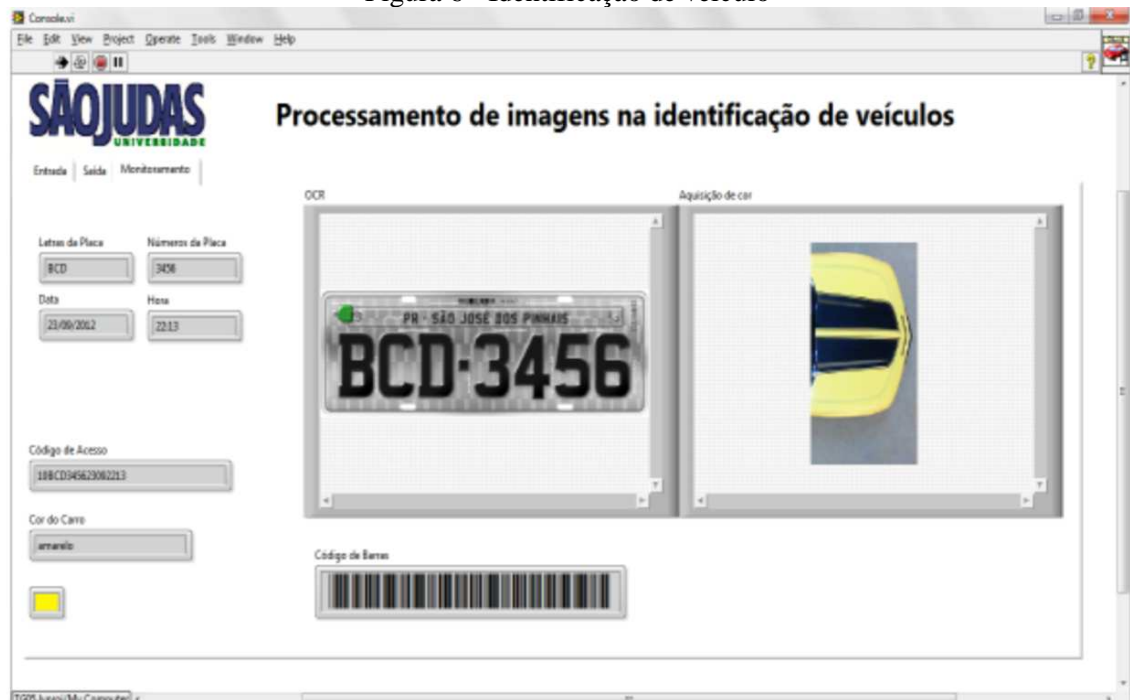 Figura 6 - Identificação de veículo
Console.vi
File Edit View Project Operate Tools Window Help
SÃOJUDAS
UNIVERSIDADE
Processamento de imagens na identificação de veículos
Entrada Saída Monitoramento
OCR
Aquisição de cor
Letras da Placa Números da Placa
BCD 3456
Data Hora
23/09/2012 22:13
PR - SÃO JOSE DOS PINHAIS
BCD·3456
Código de Acesso
Cor do Carro
amarelo
Código de Barras